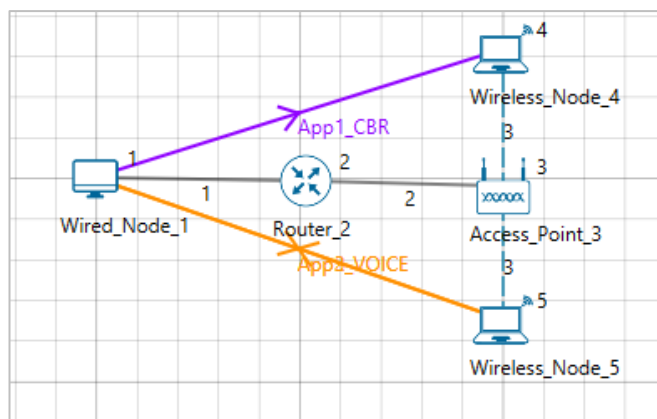 4
Wireless_Node_4
App1_CBR
3
1
2
3
1
2
Wired_Node_1
Router_2
Access_Point_3
App2_VOICE
3
5
Wireless_Node_5